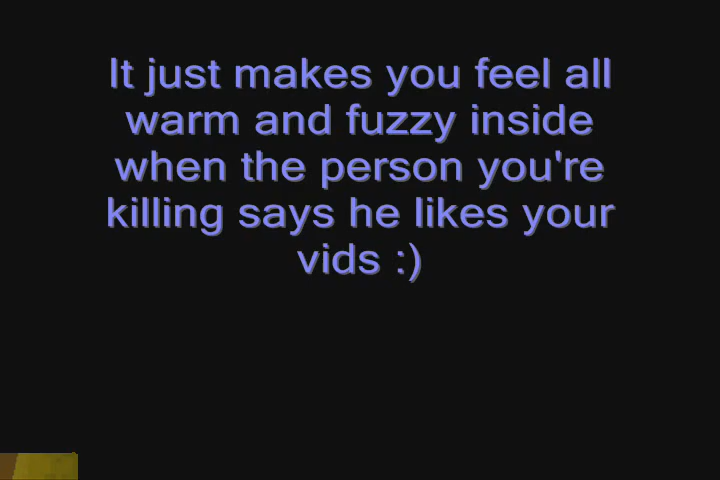 It just makes you feel all
warm and fuzzy inside
when the person you're
killing says he likes your
vids :)